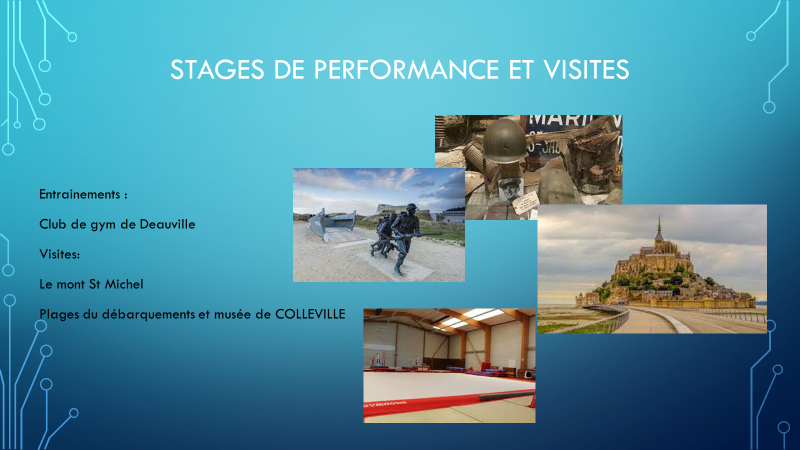 STAGES DE PERFORMANCE ET VISITES
Entrainements :
Club de gym de Deauville
Visites:
Le mont St Michel
Plages du débarquements et musée de COLLEVILLE
GYMNOVA